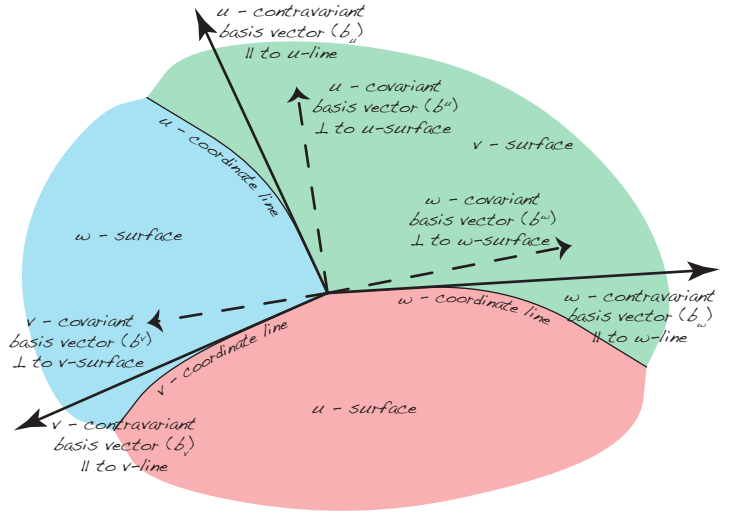 u - contravariant
basis vector (b_u)
|| to u-line
u - covariant
basis vector (b^u)
⊥ to u-surface
v - surface
u - coordinate line
w - covariant
basis vector (b^w)
⊥ to w-surface
w - surface
w - coordinate line
w - contravariant
basis vector (b_w)
|| to w-line
v - covariant
basis vector (b^v)
⊥ to v-surface
v - coordinate line
u - surface
v - contravariant
basis vector (b_v)
|| to v-line